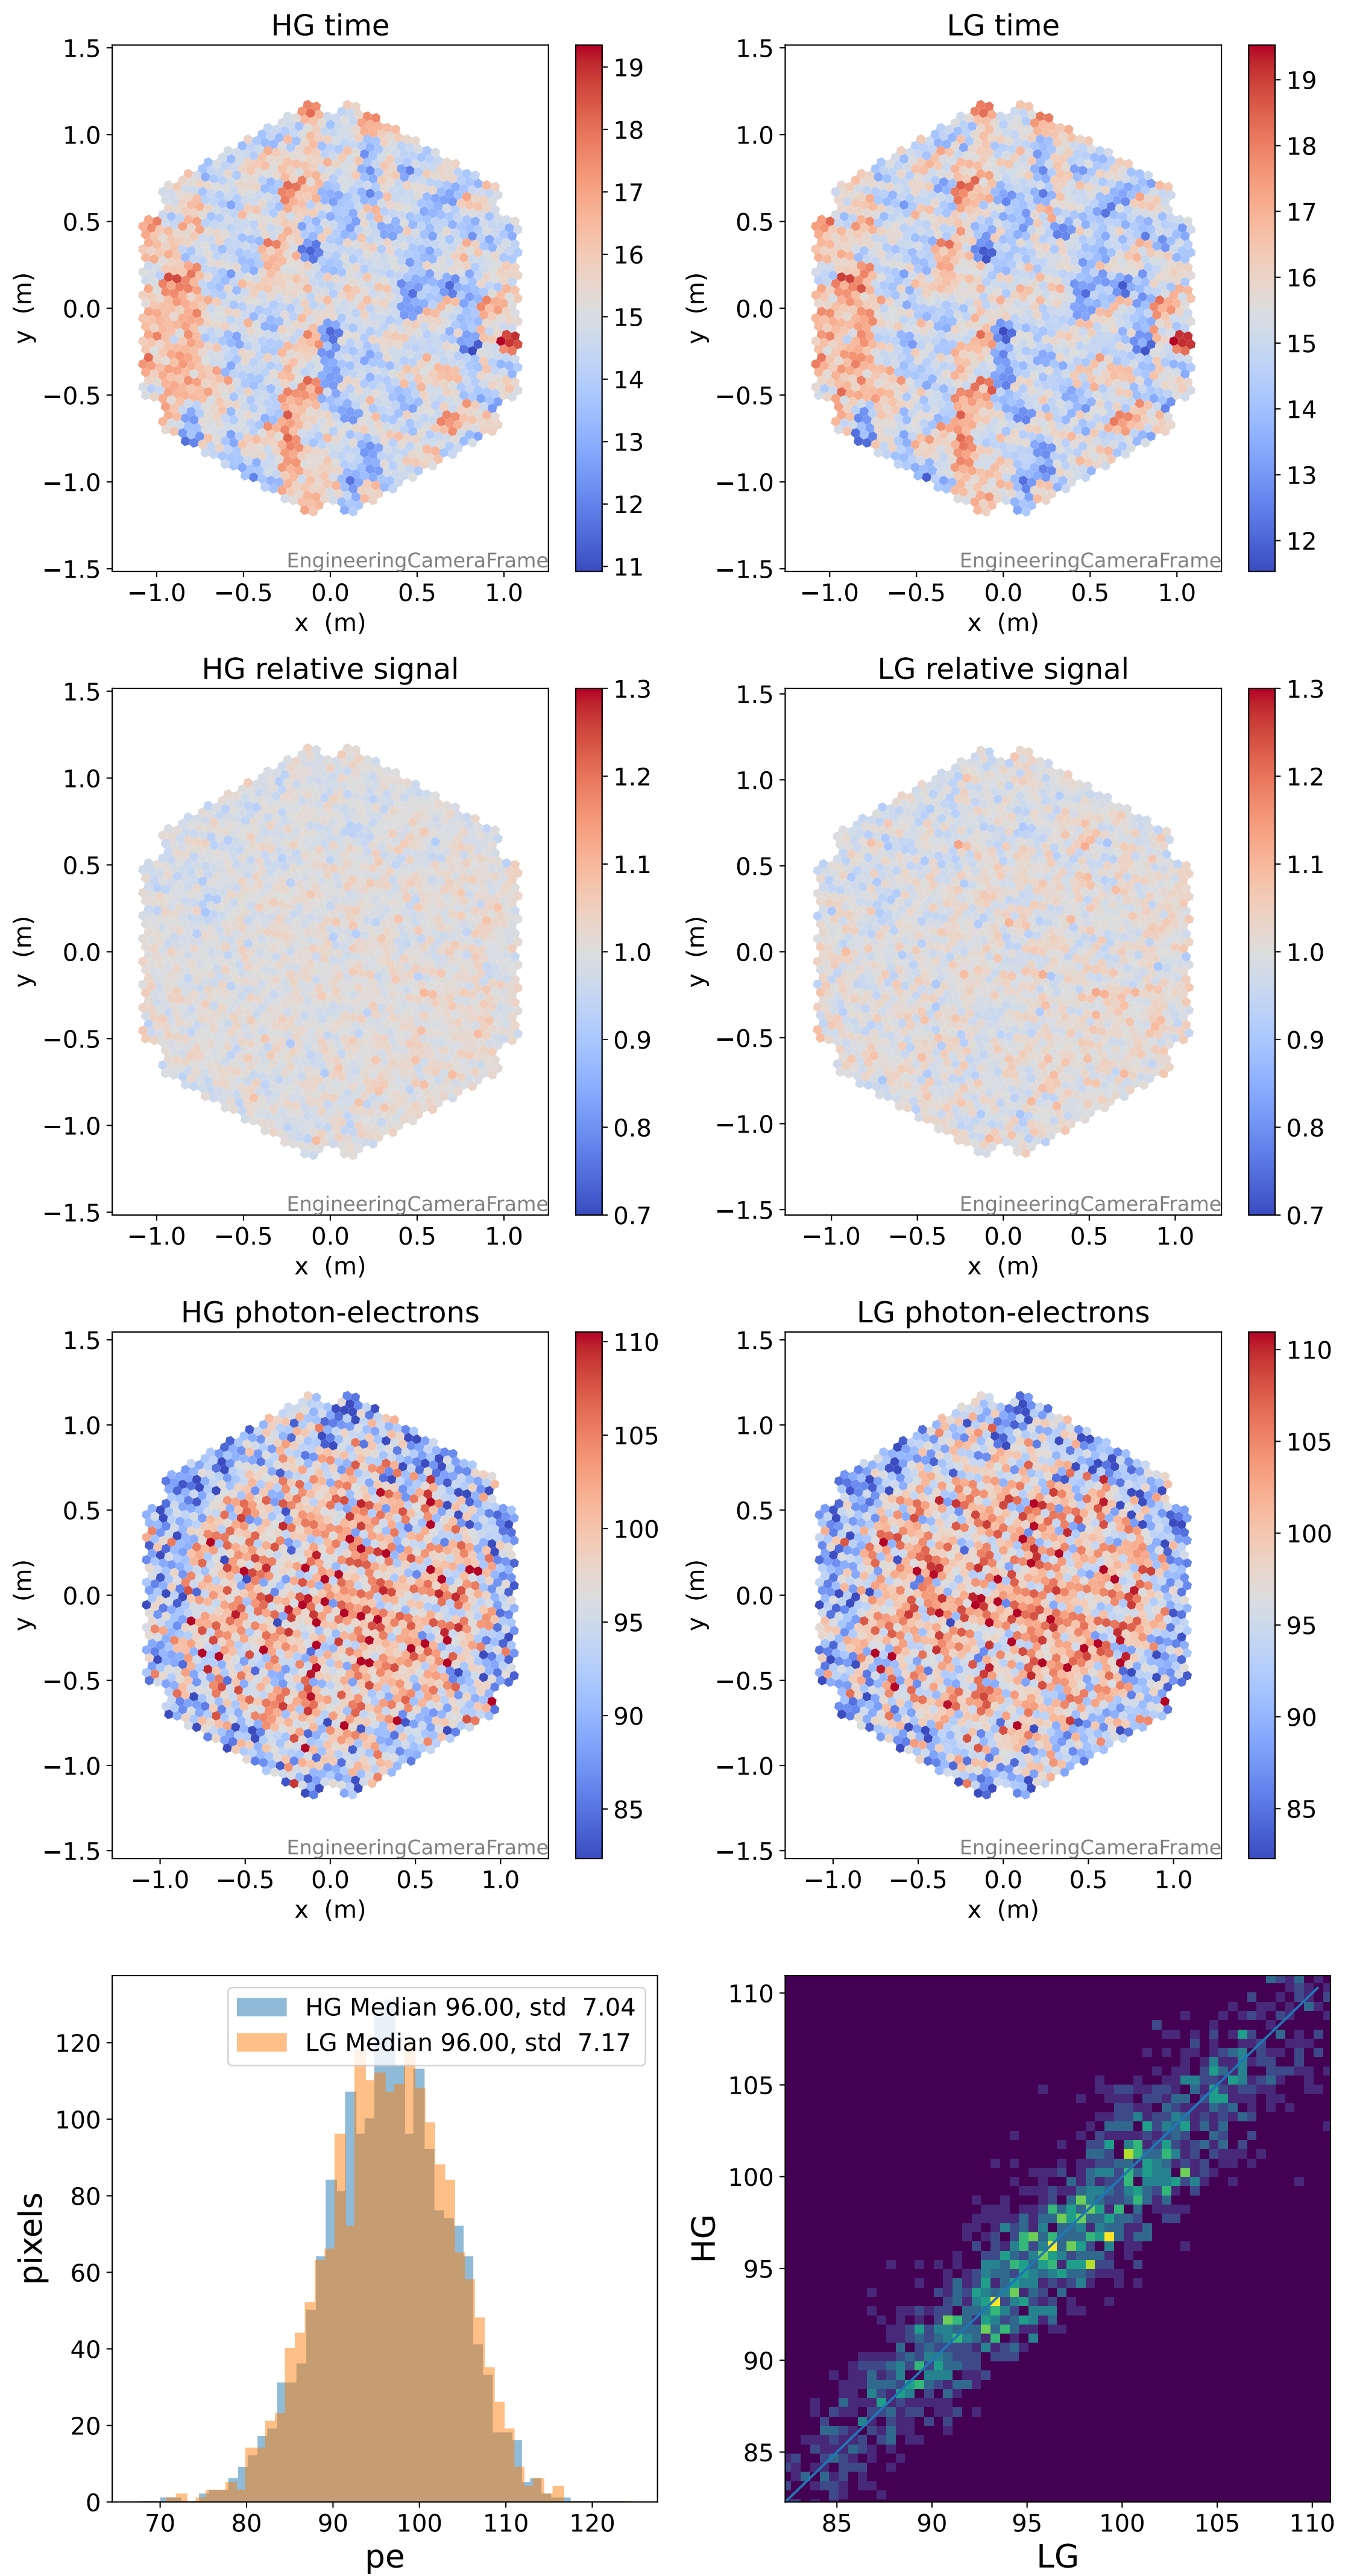 HG time
1.5
1.0
0.5
0.0
−0.5
−1.0
−1.5
y (m)
−1.0 −0.5 0.0 0.5 1.0
x (m)
EngineeringCameraFrame
19
18
17
16
15
14
13
12
11
LG time
1.5
1.0
0.5
0.0
−0.5
−1.0
−1.5
y (m)
−1.0 −0.5 0.0 0.5 1.0
x (m)
EngineeringCameraFrame
19
18
17
16
15
14
13
12
HG relative signal
1.5
1.0
0.5
0.0
−0.5
−1.0
−1.5
y (m)
−1.0 −0.5 0.0 0.5 1.0
x (m)
EngineeringCameraFrame
1.3
1.2
1.1
1.0
0.9
0.8
0.7
LG relative signal
1.5
1.0
0.5
0.0
−0.5
−1.0
−1.5
y (m)
−1.0 −0.5 0.0 0.5 1.0
x (m)
EngineeringCameraFrame
1.3
1.2
1.1
1.0
0.9
0.8
0.7
HG photon-electrons
1.5
1.0
0.5
0.0
−0.5
−1.0
−1.5
y (m)
−1.0 −0.5 0.0 0.5 1.0
x (m)
EngineeringCameraFrame
110
105
100
95
90
85
LG photon-electrons
1.5
1.0
0.5
0.0
−0.5
−1.0
−1.5
y (m)
−1.0 −0.5 0.0 0.5 1.0
x (m)
EngineeringCameraFrame
110
105
100
95
90
85
HG Median 96.00, std 7.04
LG Median 96.00, std 7.17
120
100
80
60
40
20
0
pixels
70 80 90 100 110 120
pe
110
105
100
95
90
85
HG
85 90 95 100 105 110
LG